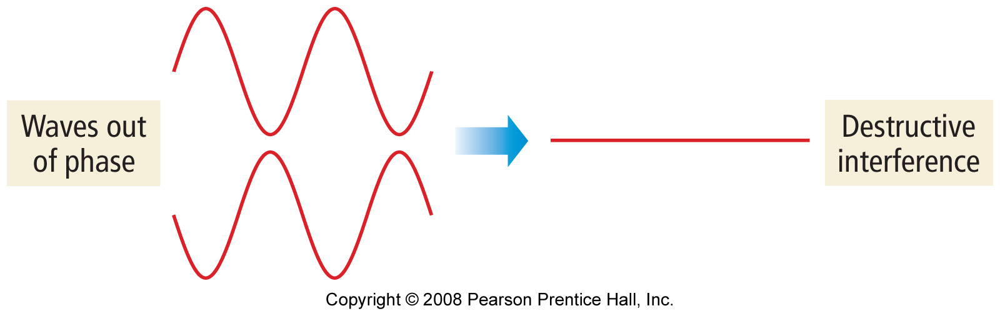 Waves out
of phase
Destructive
interference
Copyright © 2008 Pearson Prentice Hall, Inc.